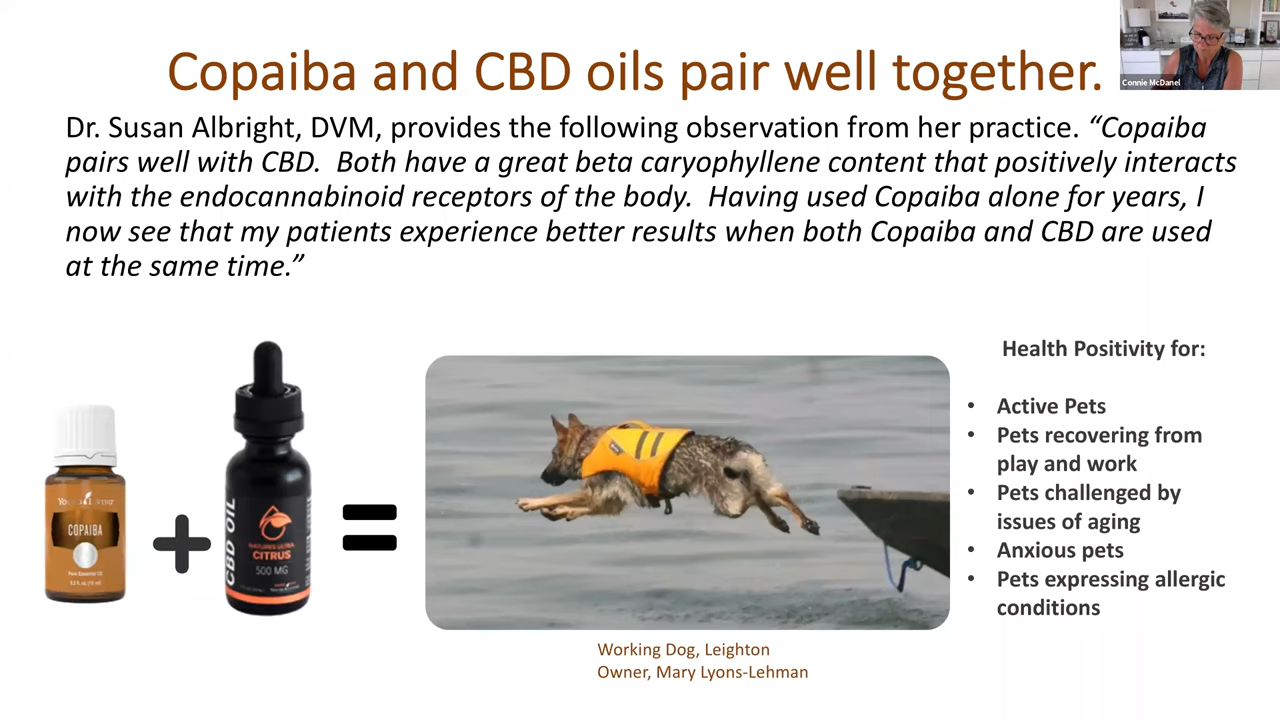 Copaiba and CBD oils pair well together.
Connie McDanel
Dr. Susan Albright, DVM, provides the following observation from her practice. “Copaiba
pairs well with CBD. Both have a great beta caryophyllene content that positively interacts
with the endocannabinoid receptors of the body. Having used Copaiba alone for years, I
now see that my patients experience better results when both Copaiba and CBD are used
at the same time.”
Health Positivity for:
• Active Pets
• Pets recovering from
play and work
• Pets challenged by
issues of aging
• Anxious pets
• Pets expressing allergic
conditions
COPAIBA
+
CBD OIL
CITRUS
500 MG
=
Working Dog, Leighton
Owner, Mary Lyons-Lehman